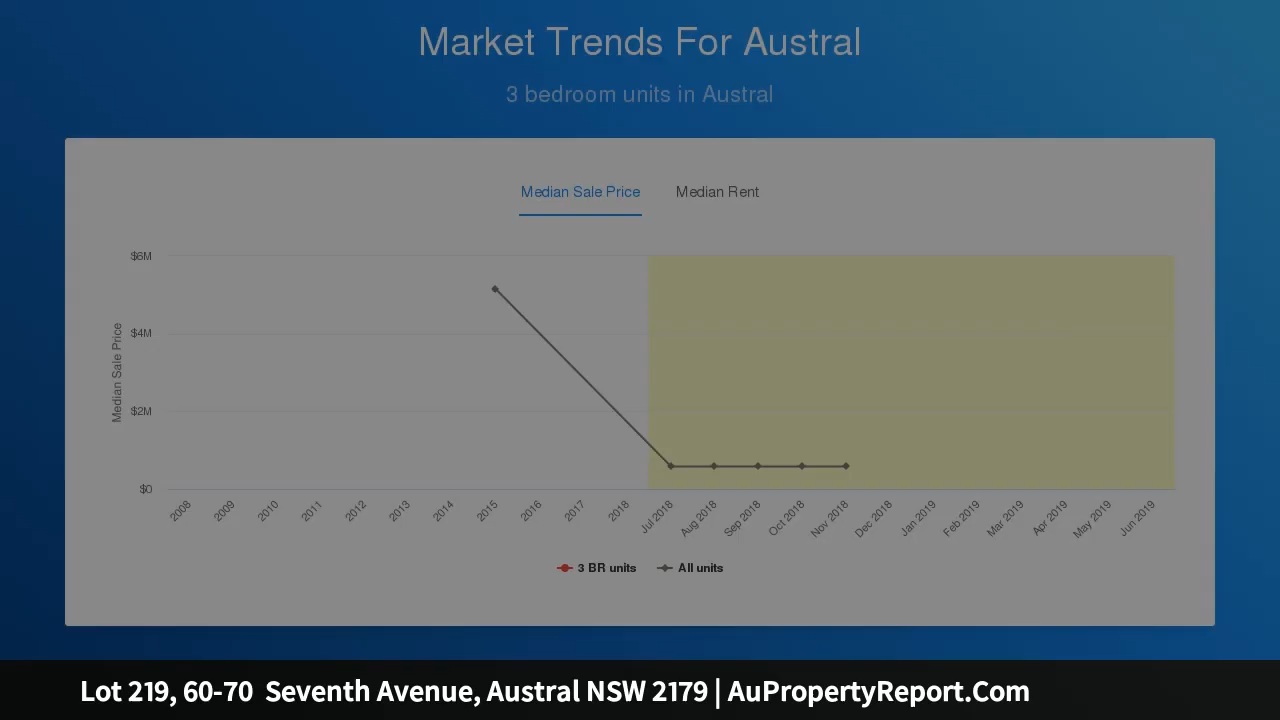 Market Trends For Austral
3 bedroom units in Austral
Median Sale Price Median Rent
Median Sale Price
$6M
$4M
$2M
$0
2008 2009 2010 2011 2012 2013 2014 2015 2016 2017 2018 Jul 2018 Aug 2018 Sep 2018 Oct 2018 Nov 2018 Dec 2018 Jan 2019 Feb 2019 Mar 2019 Apr 2019 May 2019 Jun 2019
3 BR units All units
Lot 219, 60-70 Seventh Avenue, Austral NSW 2179 | AuPropertyReport.Com